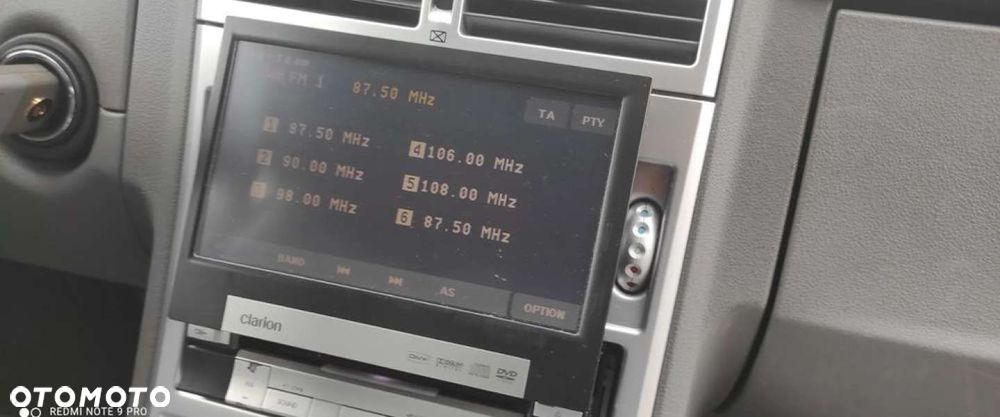 FM 1 87.50 MHz
TA PTY
1 87.50 MHz
2 90.00 MHz
3 98.00 MHz
4 106.00 MHz
5 108.00 MHz
6 87.50 MHz
BAND
AS
OPTION
clarion
DVD
SOUND
OTOMOTO
REDMI NOTE 9 PRO